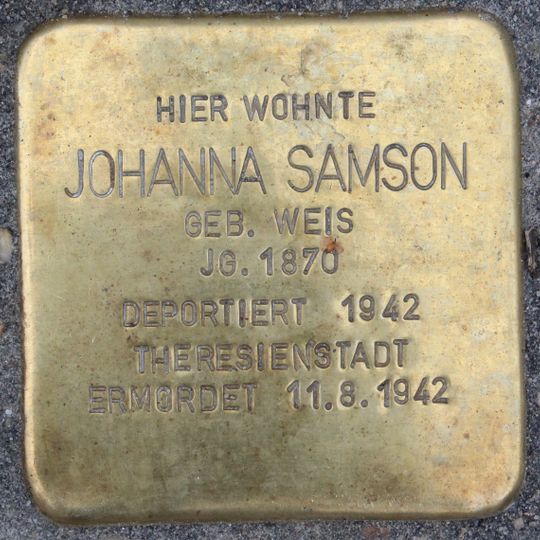 HIER WOHNTE
JOHANNA SAMSON
GEB. WEIS
JG. 1870
DEPORTIERT 1942
THERESIENSTADT
ERMORDET 11.8.1942